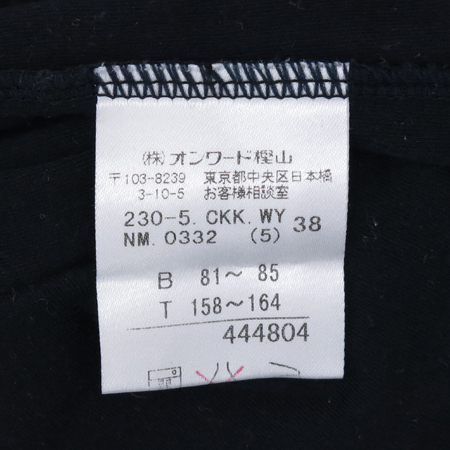 (株) オンワード樫山
〒103-8239 東京都中央区日本橋
3-10-5 お客様相談室
230-5. CKK. WY 38
NM. 0332 (5)
B 81～ 85
T 158～164
444804